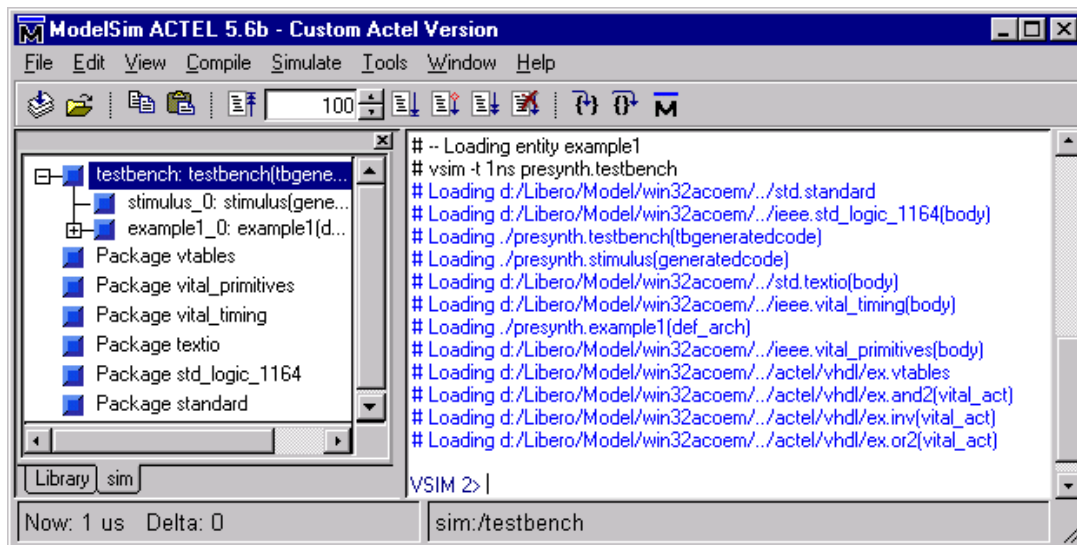 ModelSim ACTEL 5.6b - Custom Actel Version
File Edit View Compile Simulate Tools Window Help
100
testbench: testbench(tbgene...
stimulus_0: stimulus(gene...
example1_0: example1(d...
Package vtables
Package vital_primitives
Package vital_timing
Package textio
Package std_logic_1164
Package standard
Library sim
# -- Loading entity example1
# vsim -t 1ns presynth.testbench
# Loading d:/Libero/Model/win32acoem/../std.standard
# Loading d:/Libero/Model/win32acoem/../ieee.std_logic_1164(body)
# Loading ./presynth.testbench(tbgeneratedcode)
# Loading ./presynth.stimulus(generatedcode)
# Loading d:/Libero/Model/win32acoem/../std.textio(body)
# Loading d:/Libero/Model/win32acoem/../ieee.vital_timing(body)
# Loading ./presynth.example1(def_arch)
# Loading d:/Libero/Model/win32acoem/../ieee.vital_primitives(body)
# Loading d:/Libero/Model/win32acoem/../actel/vhdl/ex.vtables
# Loading d:/Libero/Model/win32acoem/../actel/vhdl/ex.and2(vital_act)
# Loading d:/Libero/Model/win32acoem/../actel/vhdl/ex.inv(vital_act)
# Loading d:/Libero/Model/win32acoem/../actel/vhdl/ex.or2(vital_act)
VSIM 2>
Now: 1 us Delta: 0
sim:/testbench